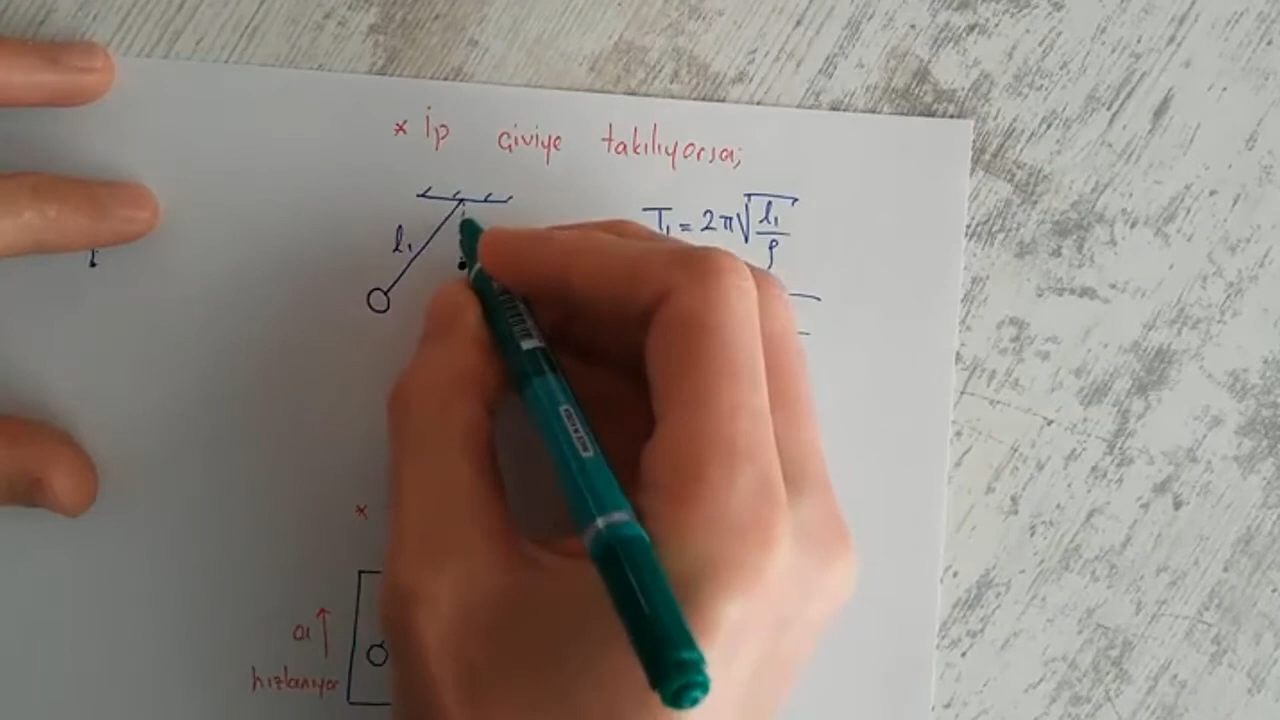 * İp çiviye takılıyorsa;
l₁
T₁ = 2π√(l₁/g)
*
a ↑
hızlanıyor